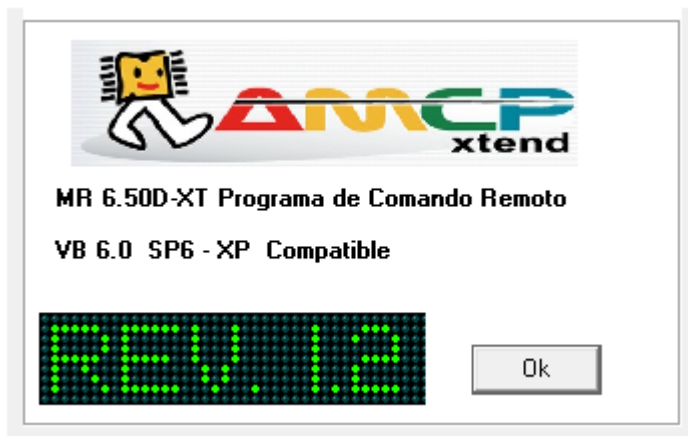 AMCP
xtend
MR 6.50D-XT Programa de Comando Remoto
VB 6.0 SP6 - XP Compatible
REV. 1.2
Ok